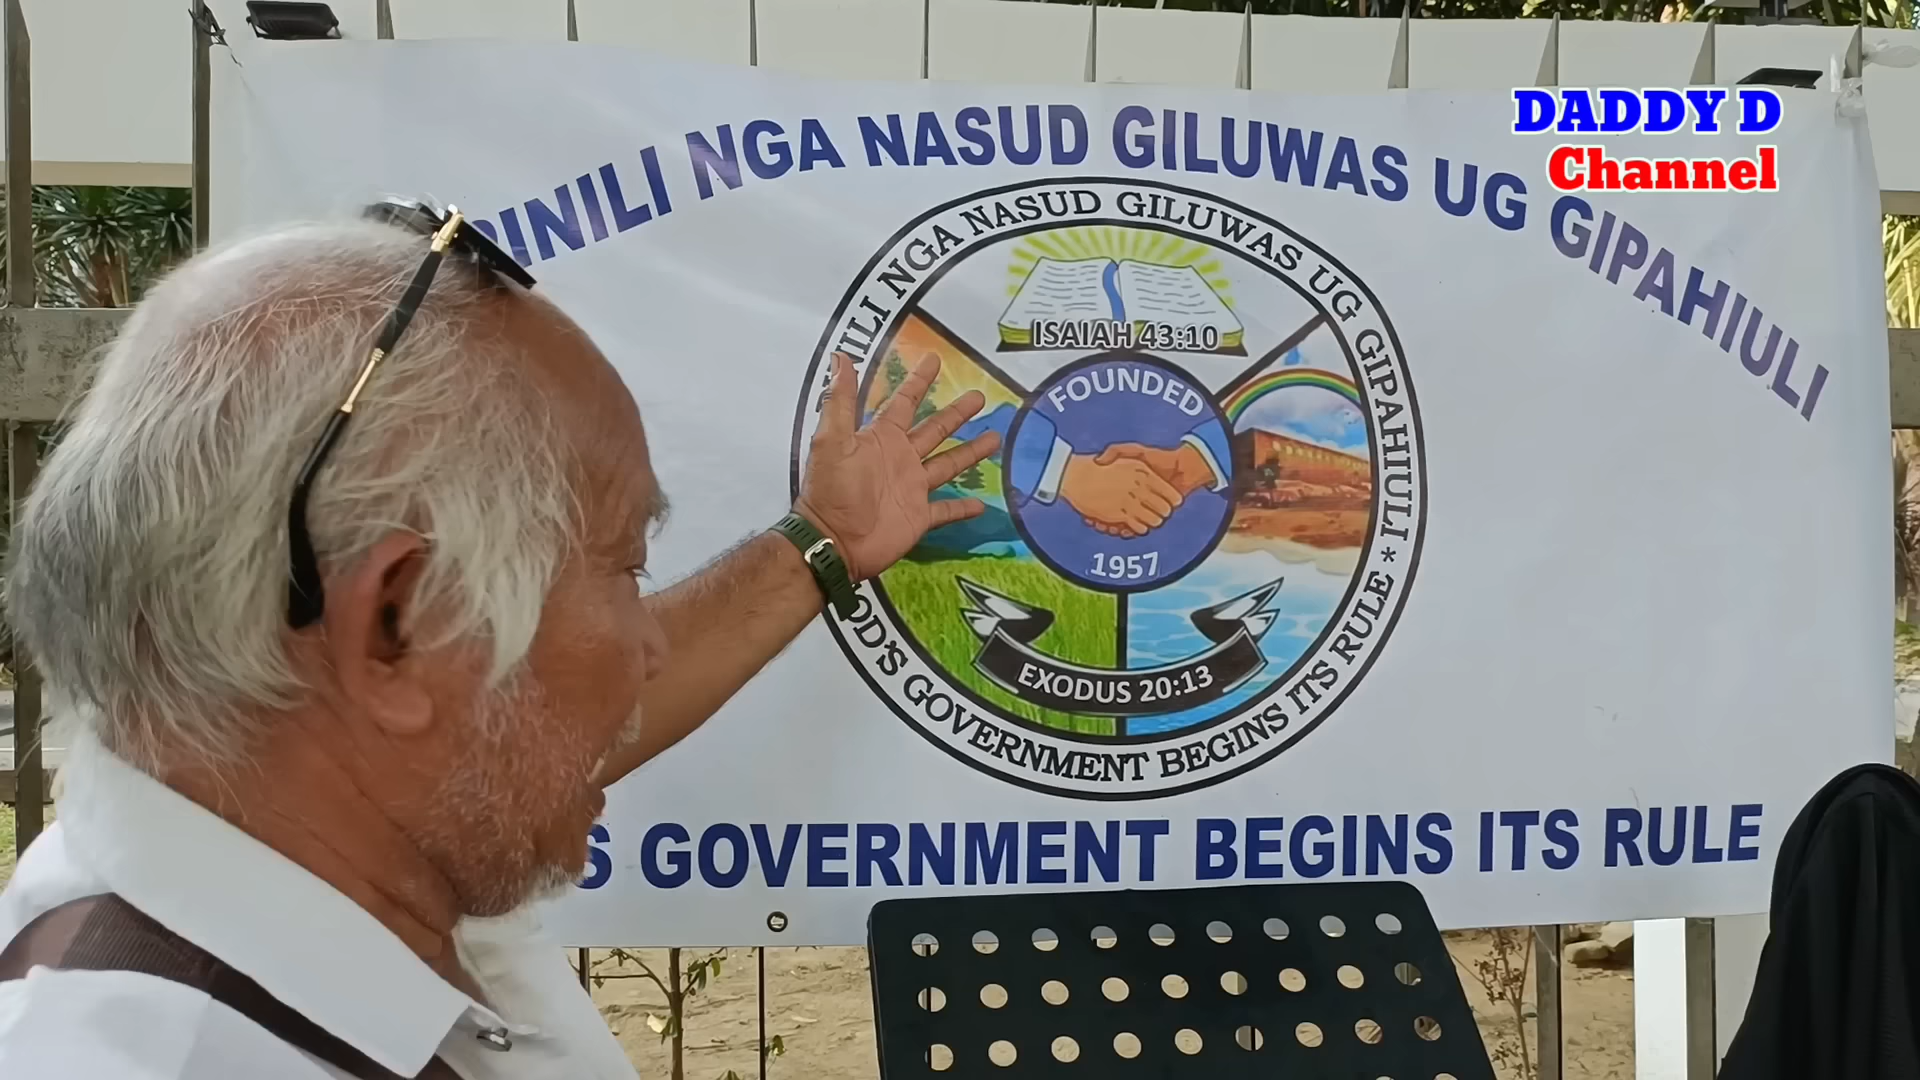 PINILI NGA NASUD GILUWAS UG GIPAHIULI
DADDY D
Channel
PINILI NGA NASUD GILUWAS UG GIPAHIULI *
ISAIAH 43:10
FOUNDED
1957
EXODUS 20:13
GOD'S GOVERNMENT BEGINS ITS RULE
GOVERNMENT BEGINS ITS RULE